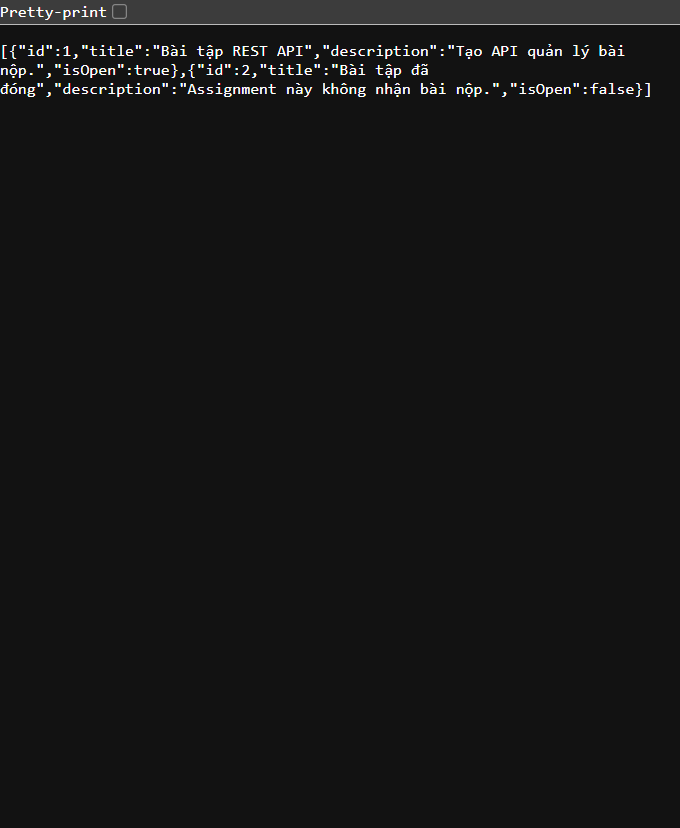 Pretty-print
[{"id":1,"title":"Bài tập REST API","description":"Tạo API quản lý bài
nộp.","isOpen":true},{"id":2,"title":"Bài tập đã
đóng","description":"Assignment này không nhận bài nộp.","isOpen":false}]